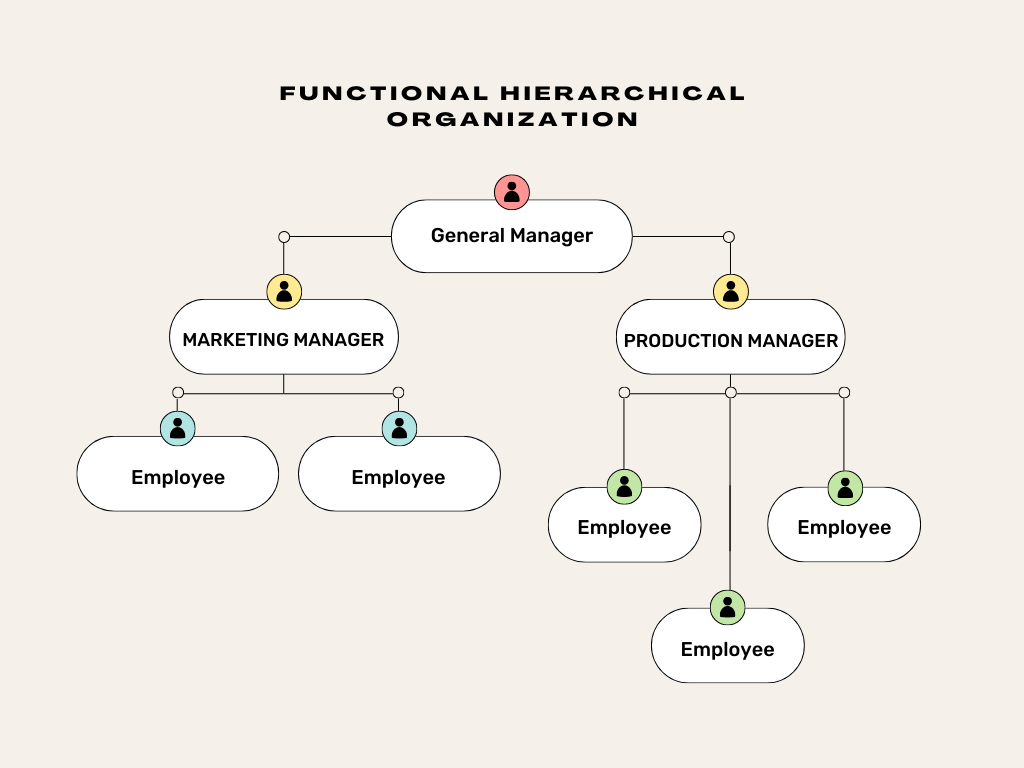 FUNCTIONAL HIERARCHICAL
ORGANIZATION
General Manager
MARKETING MANAGER
PRODUCTION MANAGER
Employee
Employee
Employee
Employee
Employee